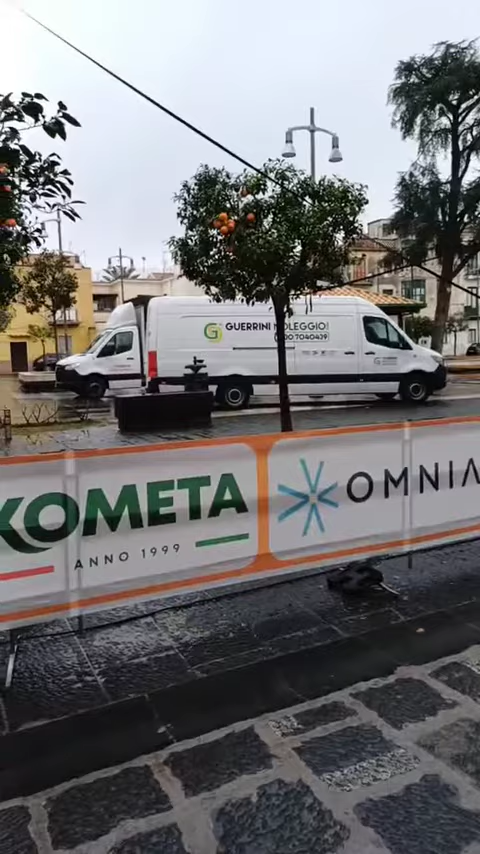 GUERRINI NOLEGGIO!
800 7040439
KOMETA
ANNO 1999
OMNIA